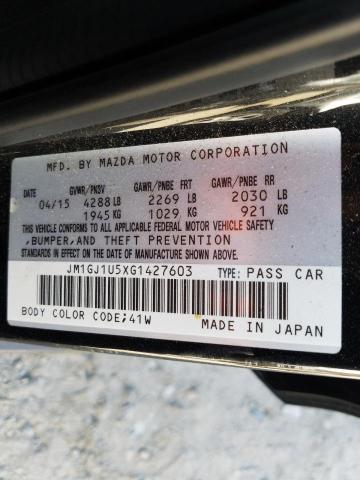 MFD. BY MAZDA MOTOR CORPORATION
GVWR/PNSV GAWR/PNBE FRT GAWR/PNBE RR
04/15 4288 LB 2269 LB 2030 LB
1945 KG 1029 KG 921 KG
THIS VEHICLE CONFORMS TO ALL
APPLICABLE FEDERAL MOTOR VEHICLE SAFETY
,BUMPER,AND THEFT PREVENTION
STANDARDS IN EFFECT ON THE DATE OF MANUFACTURE SHOWN ABOVE.
JM1GJ1U5XG1427603 TYPE: PASS CAR
BODY COLOR CODE;41W MADE IN JAPAN